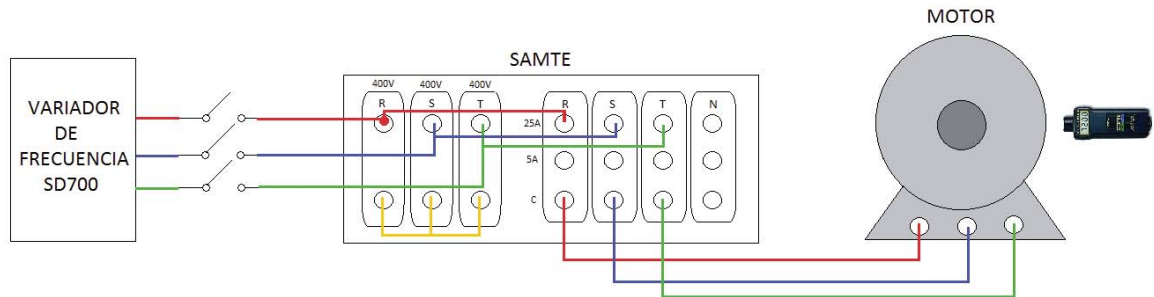 MOTOR
SAMTE
VARIADOR
DE
FRECUENCIA
SD700
400V 400V 400V
R S T R S T N
25A
5A
C